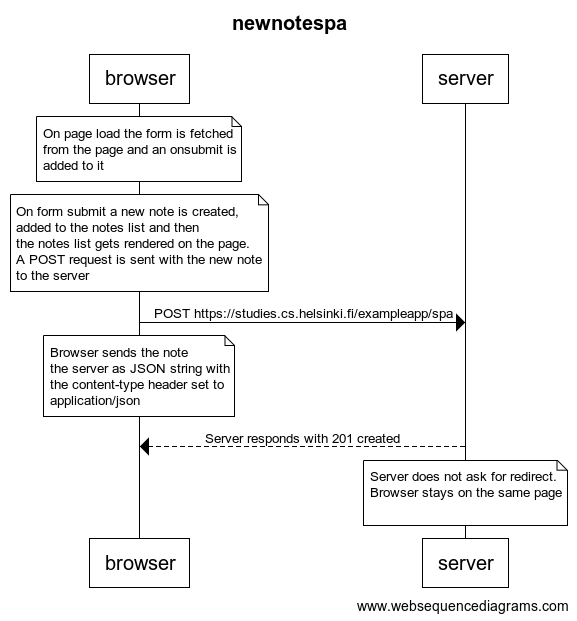 newnotespa
browser
server
On page load the form is fetched
from the page and an onsubmit is
added to it
On form submit a new note is created,
added to the notes list and then
the notes list gets rendered on the page.
A POST request is sent with the new note
to the server
POST https://studies.cs.helsinki.fi/exampleapp/spa
Browser sends the note
the server as JSON string with
the content-type header set to
application/json
Server responds with 201 created
Server does not ask for redirect.
Browser stays on the same page
browser
server
www.websequencediagrams.com